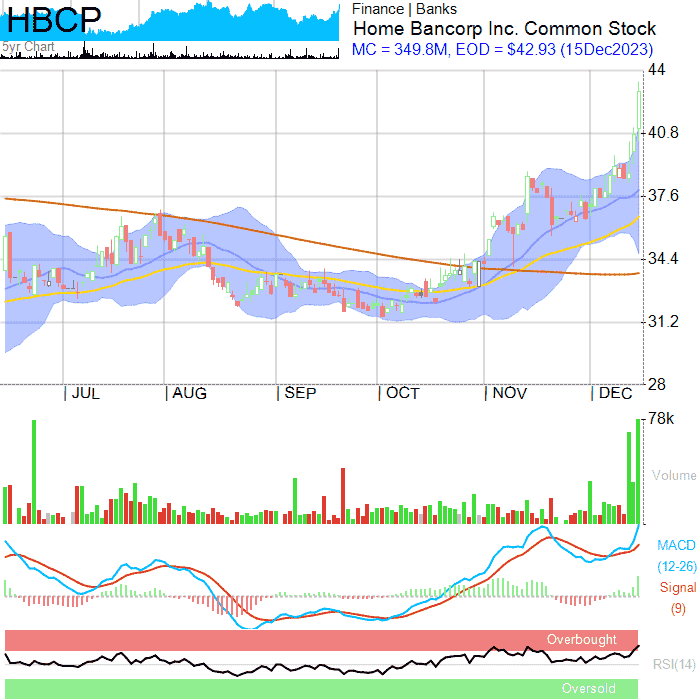 HBCP
5yr Chart
Finance | Banks
Home Bancorp Inc. Common Stock
MC = 349.8M, EOD = $42.93 (15Dec2023)
44
40.8
37.6
34.4
31.2
28
| JUL | AUG | SEP | OCT | NOV | DEC
78k
Volume
MACD
(12-26)
Signal
(9)
Overbought
RSI(14)
Oversold